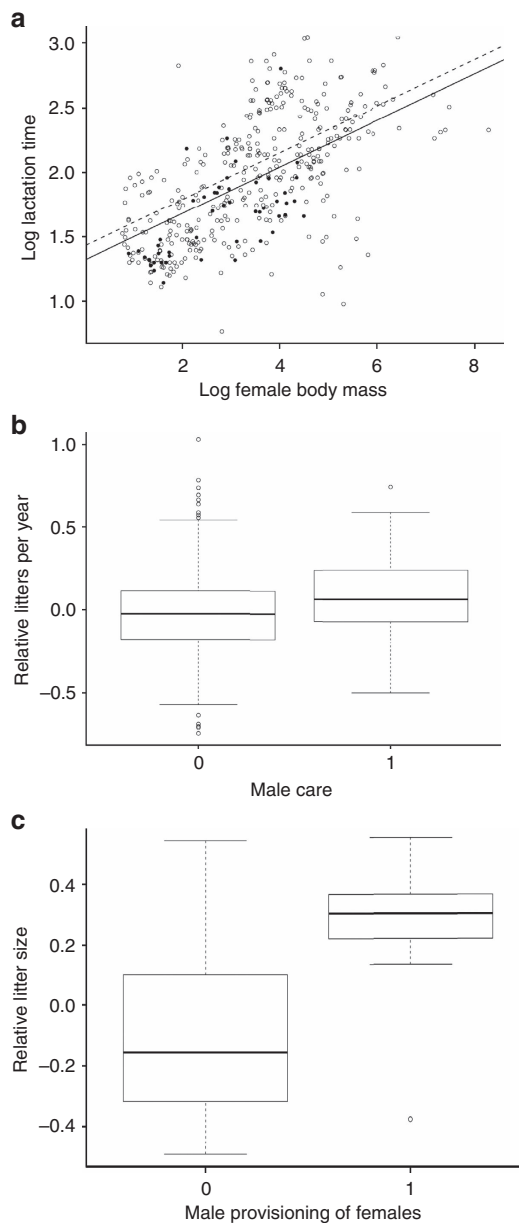 a
3.0
2.5
2.0
1.5
1.0
Log lactation time
2 4 6 8
Log female body mass
b
1.0
0.5
0.0
–0.5
Relative litters per year
0 1
Male care
c
0.4
0.2
0.0
–0.2
–0.4
Relative litter size
0 1
Male provisioning of females